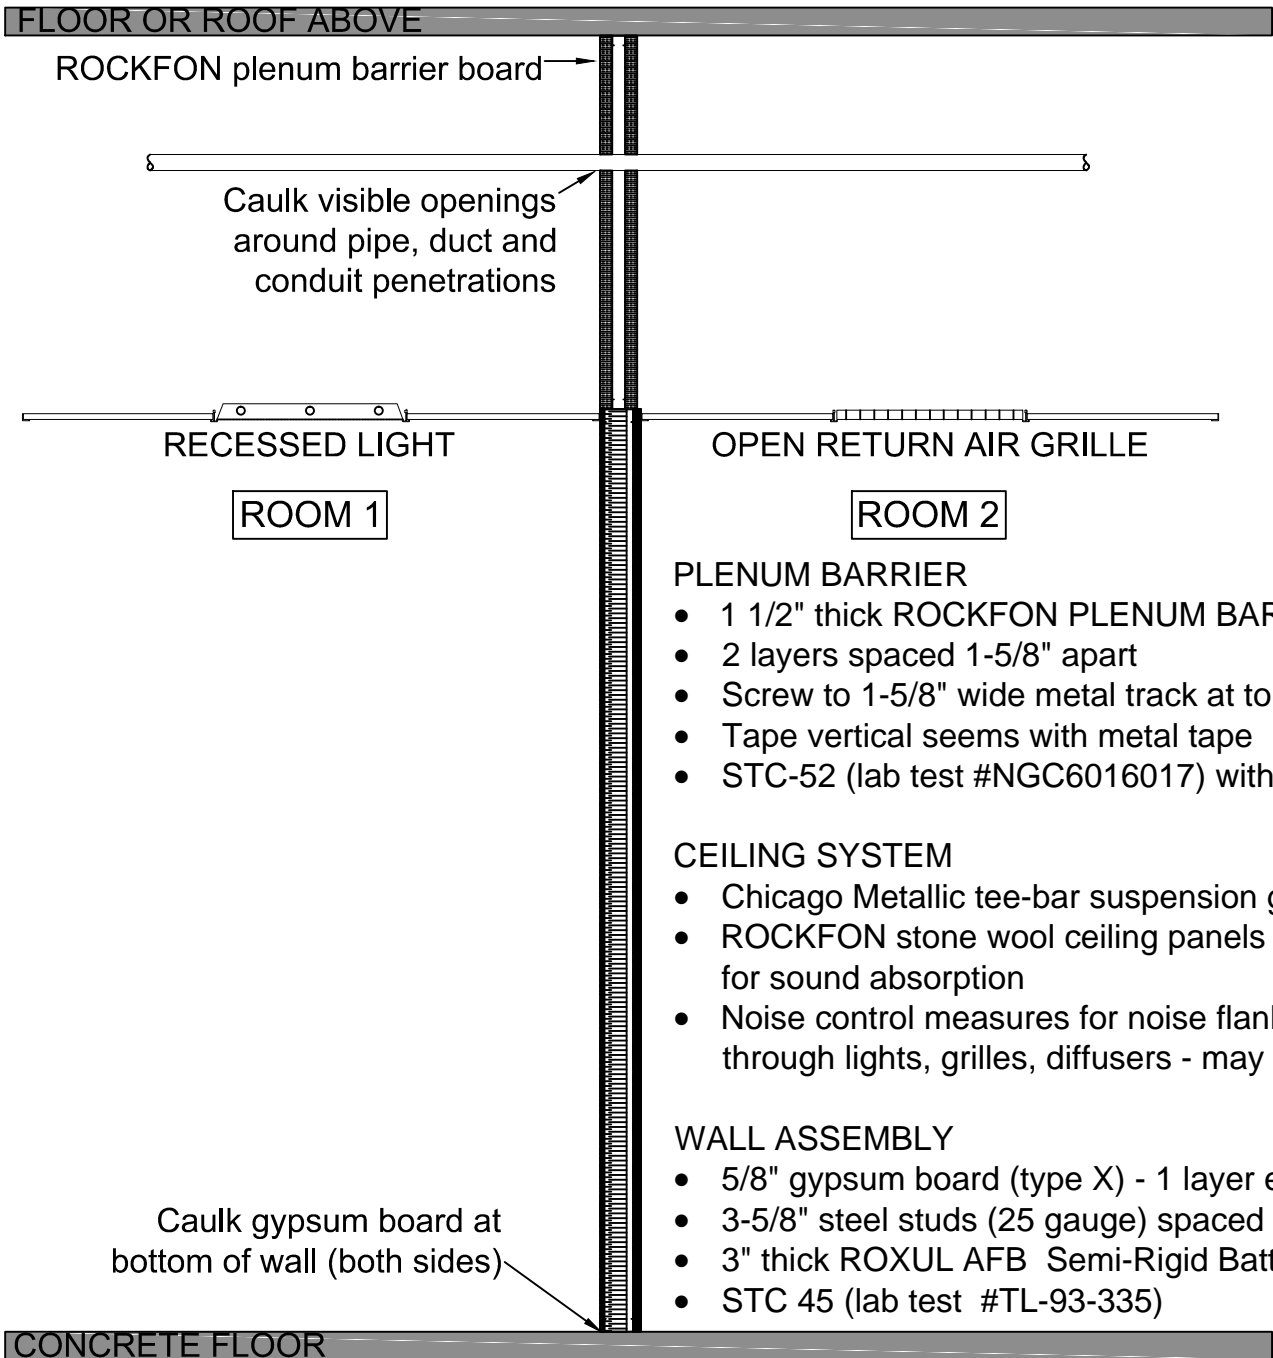 FLOOR OR ROOF ABOVE
ROCKFON plenum barrier board
Caulk visible openings
around pipe, duct and
conduit penetrations
RECESSED LIGHT
OPEN RETURN AIR GRILLE
ROOM 1
ROOM 2
PLENUM BARRIER
• 1 1/2" thick ROCKFON PLENUM BAR
• 2 layers spaced 1-5/8" apart
• Screw to 1-5/8" wide metal track at to
• Tape vertical seems with metal tape
• STC-52 (lab test #NGC6016017) with
CEILING SYSTEM
• Chicago Metallic tee-bar suspension g
• ROCKFON stone wool ceiling panels
for sound absorption
• Noise control measures for noise flank
through lights, grilles, diffusers - may
WALL ASSEMBLY
• 5/8" gypsum board (type X) - 1 layer e
• 3-5/8" steel studs (25 gauge) spaced
• 3" thick ROXUL AFB Semi-Rigid Batt
• STC 45 (lab test #TL-93-335)
Caulk gypsum board at
bottom of wall (both sides)
CONCRETE FLOOR